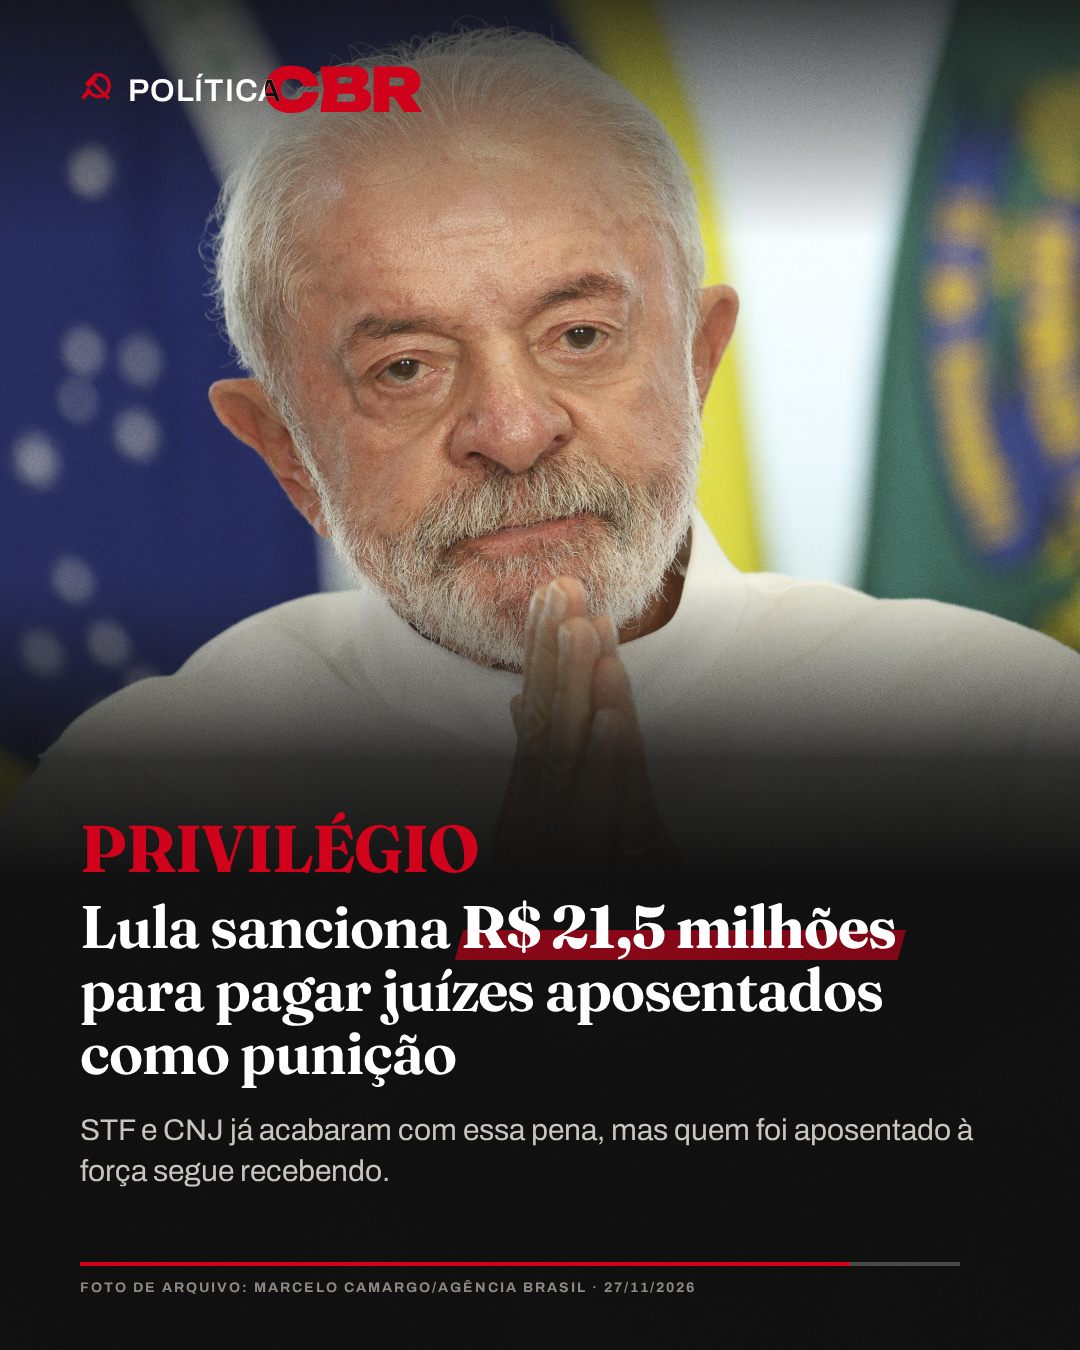 POLÍTICA CBR
PRIVILÉGIO
Lula sanciona R$ 21,5 milhões
para pagar juízes aposentados
como punição
STF e CNJ já acabaram com essa pena, mas quem foi aposentado à
força segue recebendo.
FOTO DE ARQUIVO: MARCELO CAMARGO/AGÊNCIA BRASIL · 27/11/2026